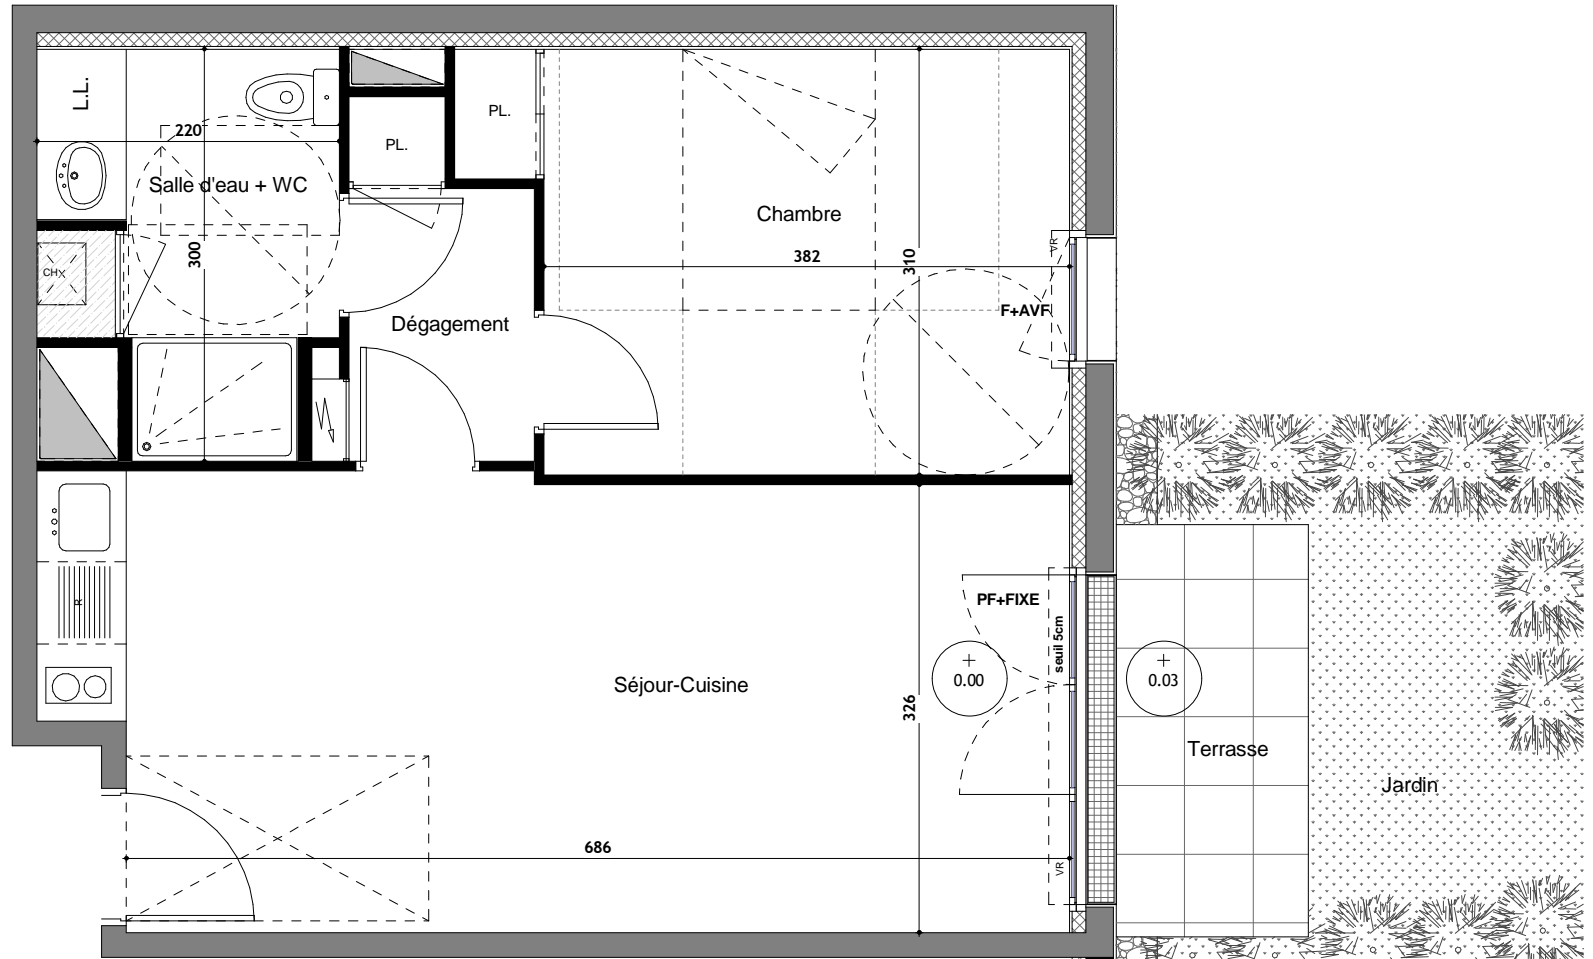 L.L.
PL.
PL.
220
Salle d'eau + WC
Chambre
VR
300
382
310
CH
F+AVF
Dégagement
R
PF+FIXE
seuil 5cm
Séjour-Cuisine
0.00
0.03
326
Terrasse
Jardin
686
VR